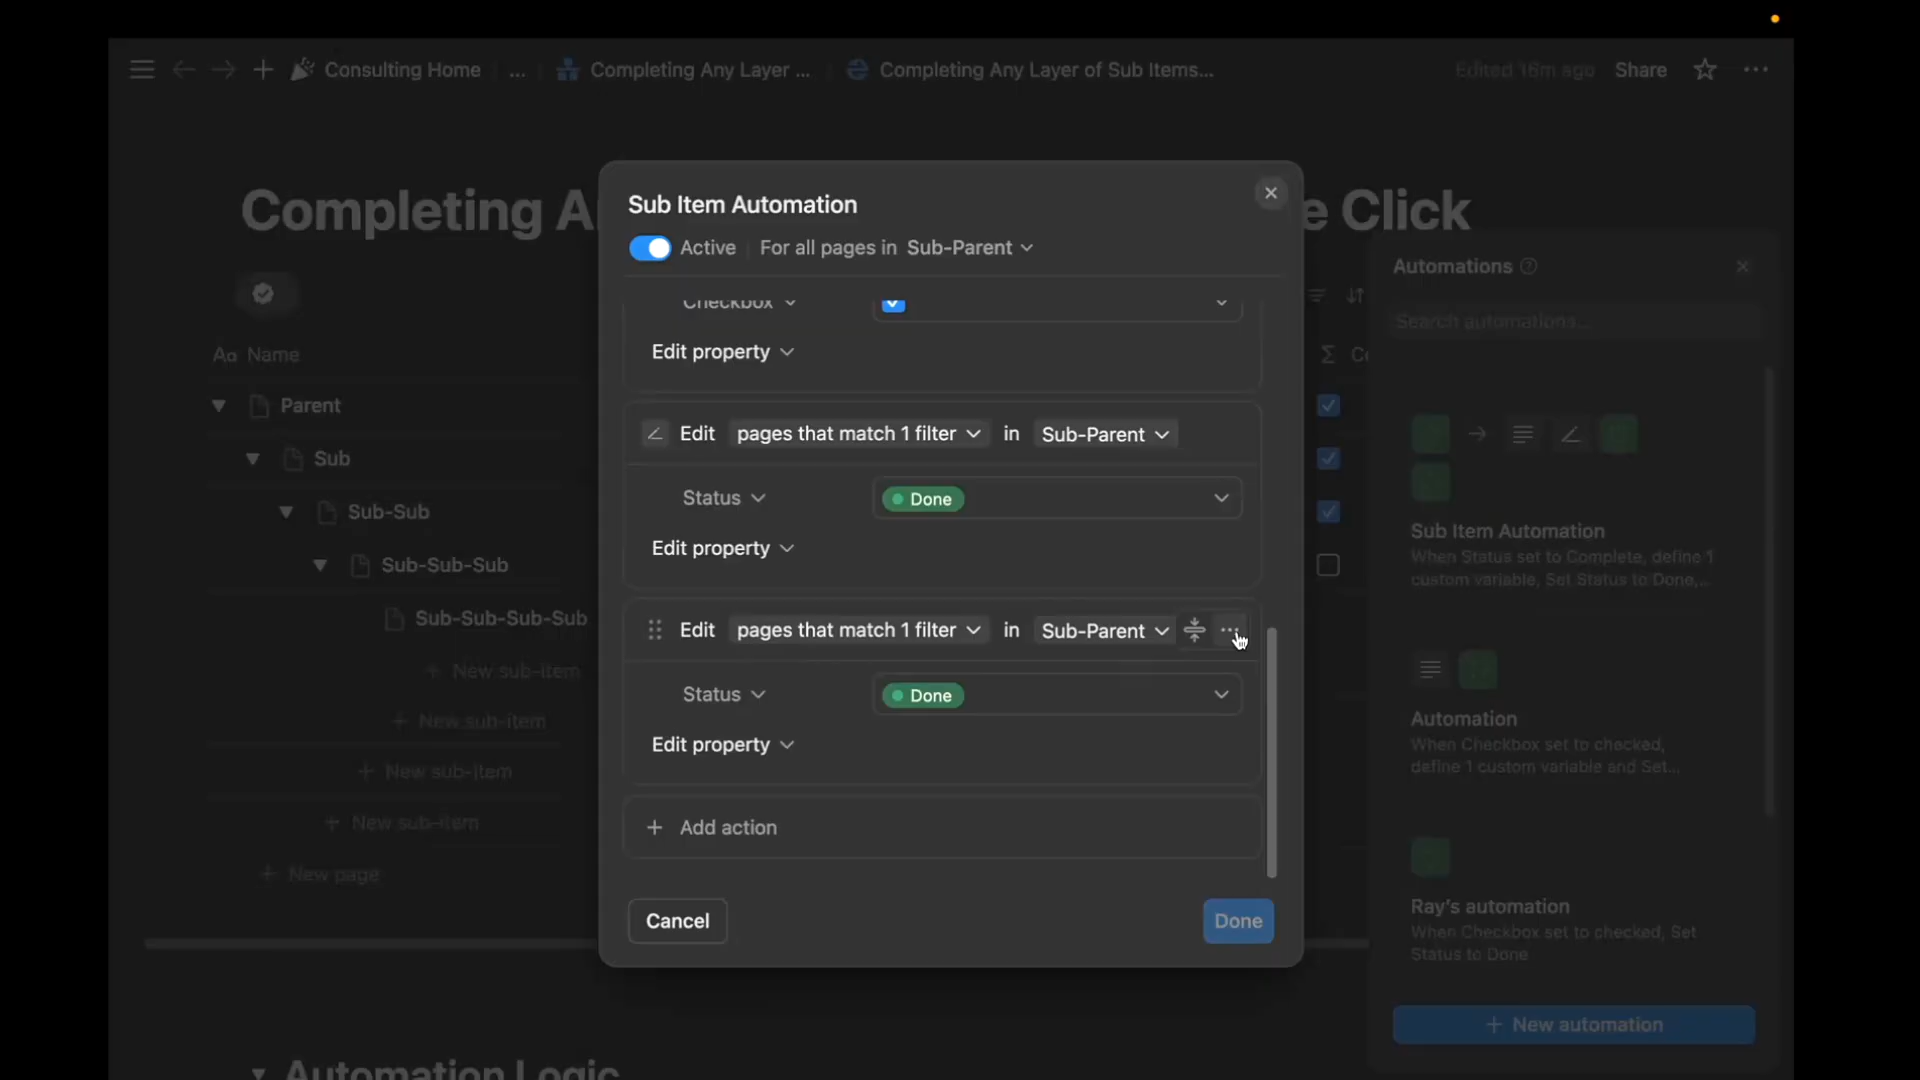 Consulting Home ... Completing Any Layer ... Completing Any Layer of Sub Items... Edited 16m ago Share
Completing A
e Click
Sub Item Automation
Active For all pages in Sub-Parent
Checkbox
Edit property
Edit pages that match 1 filter in Sub-Parent
Status Done
Edit property
Edit pages that match 1 filter in Sub-Parent
Status Done
Edit property
+ Add action
Cancel Done
Aa Name
Parent
Sub
Sub-Sub
Sub-Sub-Sub
Sub-Sub-Sub-Sub
+ New sub-item
+ New sub-item
+ New sub-item
+ New sub-item
+ New page
Automation Logic
Automations
Search automations...
Sub Item Automation
When Status set to Complete, define 1
custom variable, Set Status to Done,...
Automation
When Checkbox set to checked,
define 1 custom variable and Set...
Ray's automation
When Checkbox set to checked, Set
Status to Done
+ New automation